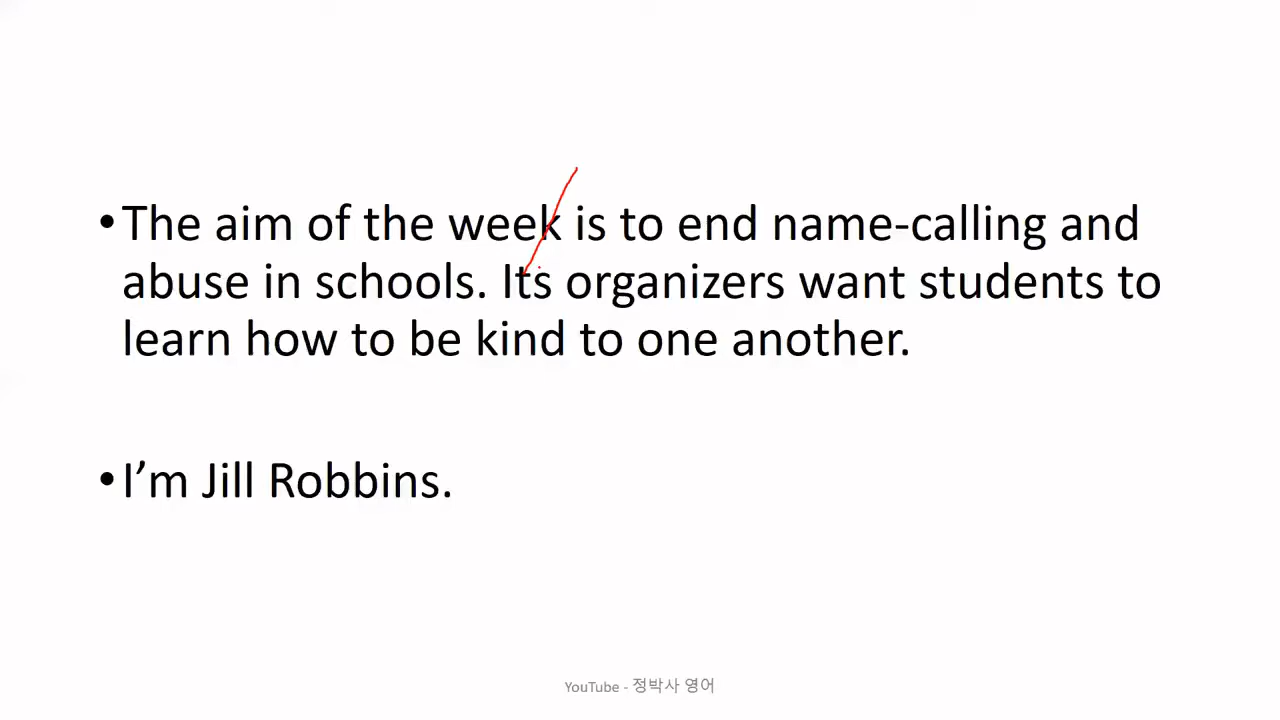 •The aim of the week is to end name-calling and
abuse in schools. Its organizers want students to
learn how to be kind to one another.
•I’m Jill Robbins.
YouTube - 정박사 영어